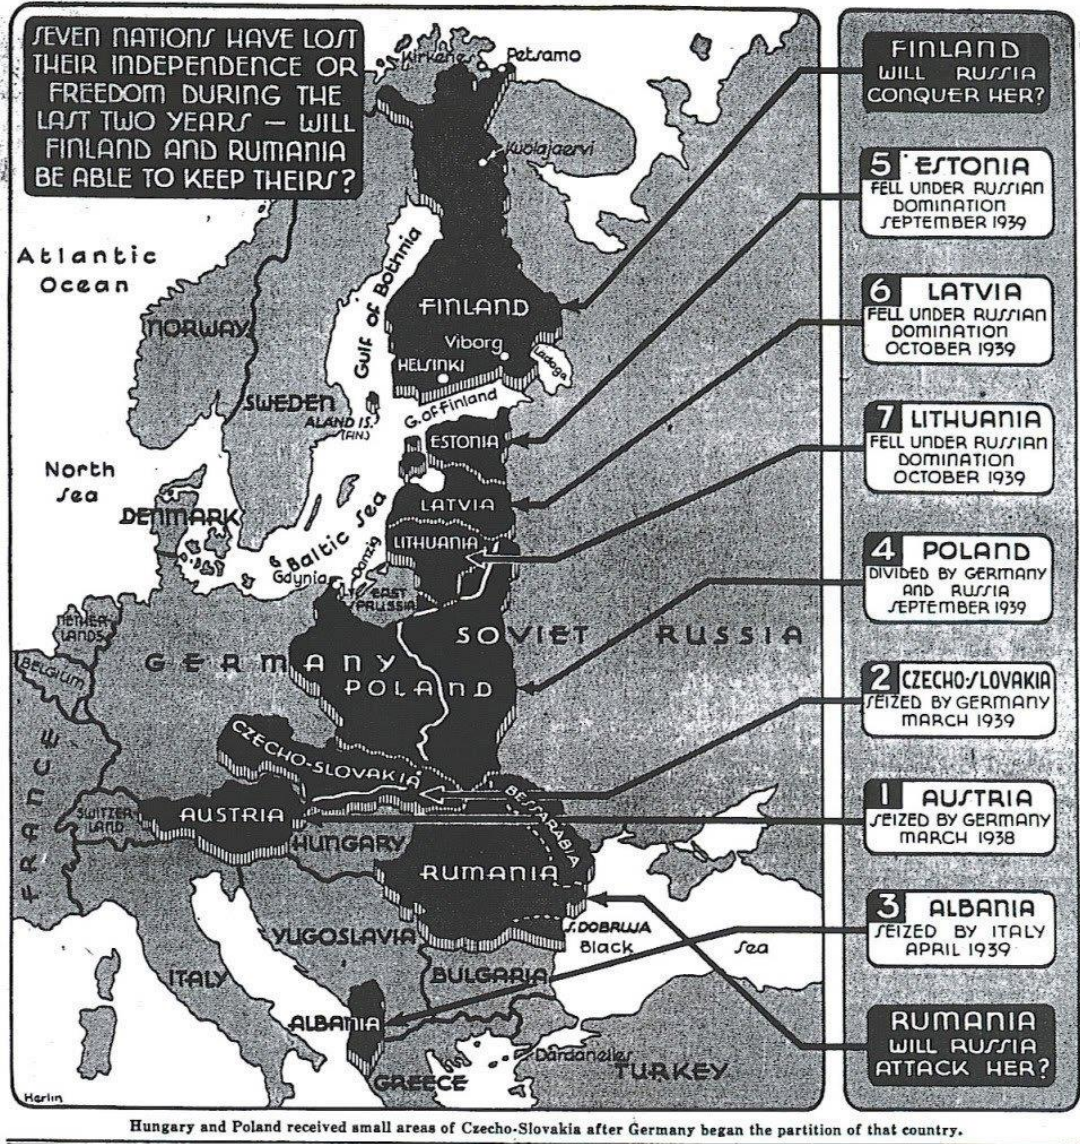 SEVEN NATIONS HAVE LOST
THEIR INDEPENDENCE OR
FREEDOM DURING THE
LAST TWO YEARS — WILL
FINLAND AND RUMANIA
BE ABLE TO KEEP THEIRS?
Kirkenes
Petsamo
Kuolajaervi
Atlantic
Ocean
NORWAY
Gulf of Bothnia
FINLAND
Viborg
HELSINKI
Ladoga
SWEDEN
ALAND IS.
(FIN.)
G. of Finland
ESTONIA
North
Sea
DENMARK
LATVIA
Baltic Sea
LITHUANIA
Danzig
Gdynia
EAST
PRUSSIA
NETHER
LANDS
BELGIUM
SOVIET RUSSIA
GERMANY
POLAND
FRANCE
CZECHO-SLOVAKIA
SWITZER
LAND
AUSTRIA
HUNGARY
BESSARABIA
RUMANIA
S. DOBRUJA
YUGOSLAVIA
Black Sea
ITALY
BULGARIA
ALBANIA
Dardanelles
GREECE
TURKEY
Herlin
FINLAND
WILL RUSSIA
CONQUER HER?
5 ESTONIA
FELL UNDER RUSSIAN
DOMINATION
SEPTEMBER 1939
6 LATVIA
FELL UNDER RUSSIAN
DOMINATION
OCTOBER 1939
7 LITHUANIA
FELL UNDER RUSSIAN
DOMINATION
OCTOBER 1939
4 POLAND
DIVIDED BY GERMANY
AND RUSSIA
SEPTEMBER 1939
2 CZECHO-SLOVAKIA
SEIZED BY GERMANY
MARCH 1939
1 AUSTRIA
SEIZED BY GERMANY
MARCH 1938
3 ALBANIA
SEIZED BY ITALY
APRIL 1939
RUMANIA
WILL RUSSIA
ATTACK HER?
Hungary and Poland received small areas of Czecho-Slovakia after Germany began the partition of that country.